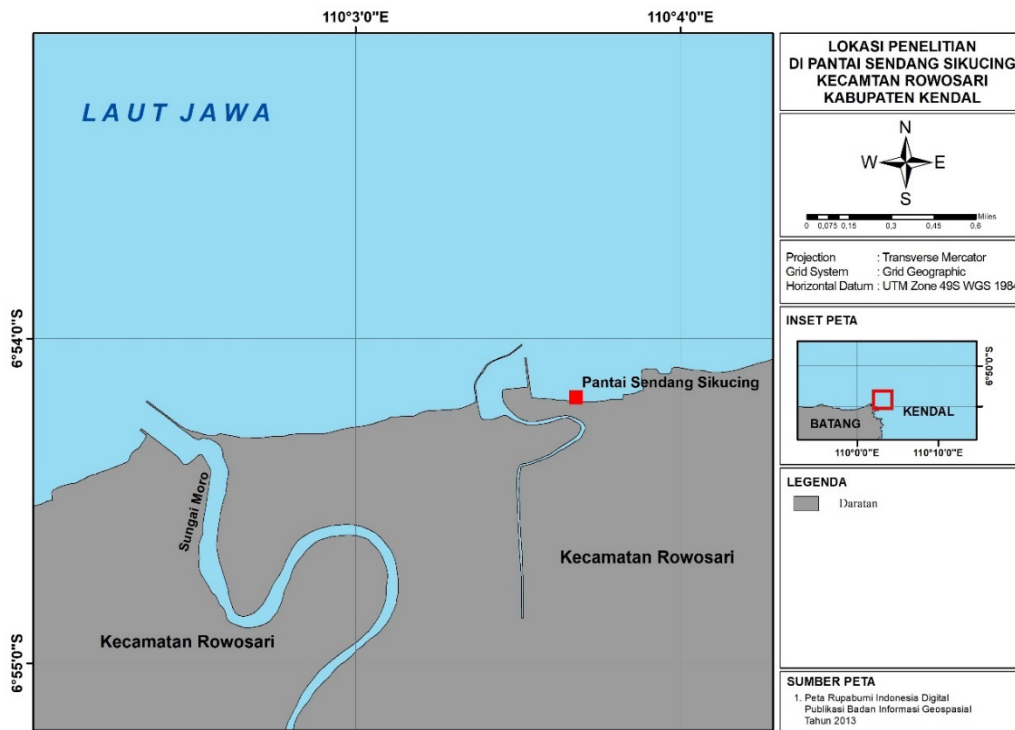 110°3'0"E
110°4'0"E
LAUT JAWA
6°54'0"S
6°55'0"S
Pantai Sendang Sikucing
Sungai Moro
Kecamatan Rowosari
Kecamatan Rowosari
LOKASI PENELITIAN
DI PANTAI SENDANG SIKUCING
KECAMTAN ROWOSARI
KABUPATEN KENDAL
N
W
E
S
Miles
0 0,075 0,15 0,3 0,45 0,6
Projection : Transverse Mercator
Grid System : Grid Geographic
Horizontal Datum : UTM Zone 49S WGS 1984
INSET PETA
6°50'0"S
BATANG
KENDAL
110°0'0"E
110°10'0"E
LEGENDA
Daratan
SUMBER PETA
1. Peta Rupabumi Indonesia Digital
Publikasi Badan Informasi Geospasial
Tahun 2013